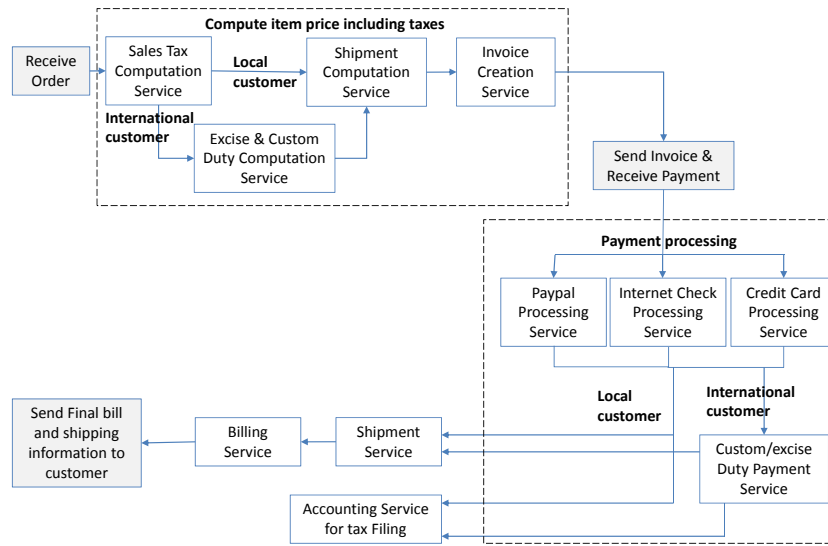 Compute item price including taxes
Receive
Order
Sales Tax
Computation
Service
Local
customer
Shipment
Computation
Service
Invoice
Creation
Service
International
customer
Excise & Custom
Duty Computation
Service
Send Invoice &
Receive Payment
Payment processing
Paypal
Processing
Service
Internet Check
Processing
Service
Credit Card
Processing
Service
Local
customer
International
customer
Send Final bill
and shipping
information to
customer
Billing
Service
Shipment
Service
Custom/excise
Duty Payment
Service
Accounting Service
for tax Filing